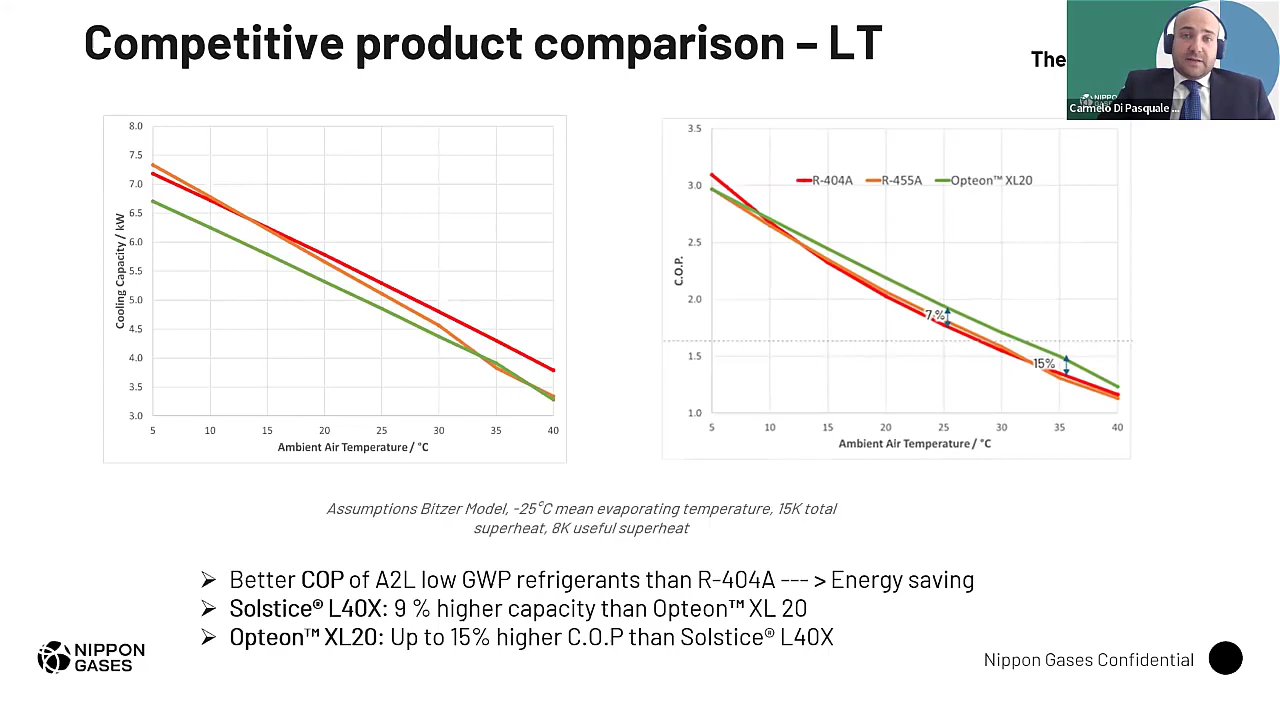 Competitive product comparison – LT
The
NIPPON
GASES
Carmelo Di Pasquale ...
8.0
7.5
7.0
6.5
6.0
5.5
5.0
4.5
4.0
3.5
3.0
Cooling Capacity / kW
5 10 15 20 25 30 35 40
Ambient Air Temperature / °C
3.5
3.0
2.5
2.0
1.5
1.0
C.O.P.
R-404A R-455A Opteon™ XL20
7 %
15%
5 10 15 20 25 30 35 40
Ambient Air Temperature / °C
Assumptions Bitzer Model, -25°C mean evaporating temperature, 15K total
superheat, 8K useful superheat
➢ Better COP of A2L low GWP refrigerants than R-404A --- > Energy saving
➢ Solstice® L40X: 9 % higher capacity than Opteon™ XL 20
➢ Opteon™ XL20: Up to 15% higher C.O.P than Solstice® L40X
NIPPON
GASES
Nippon Gases Confidential